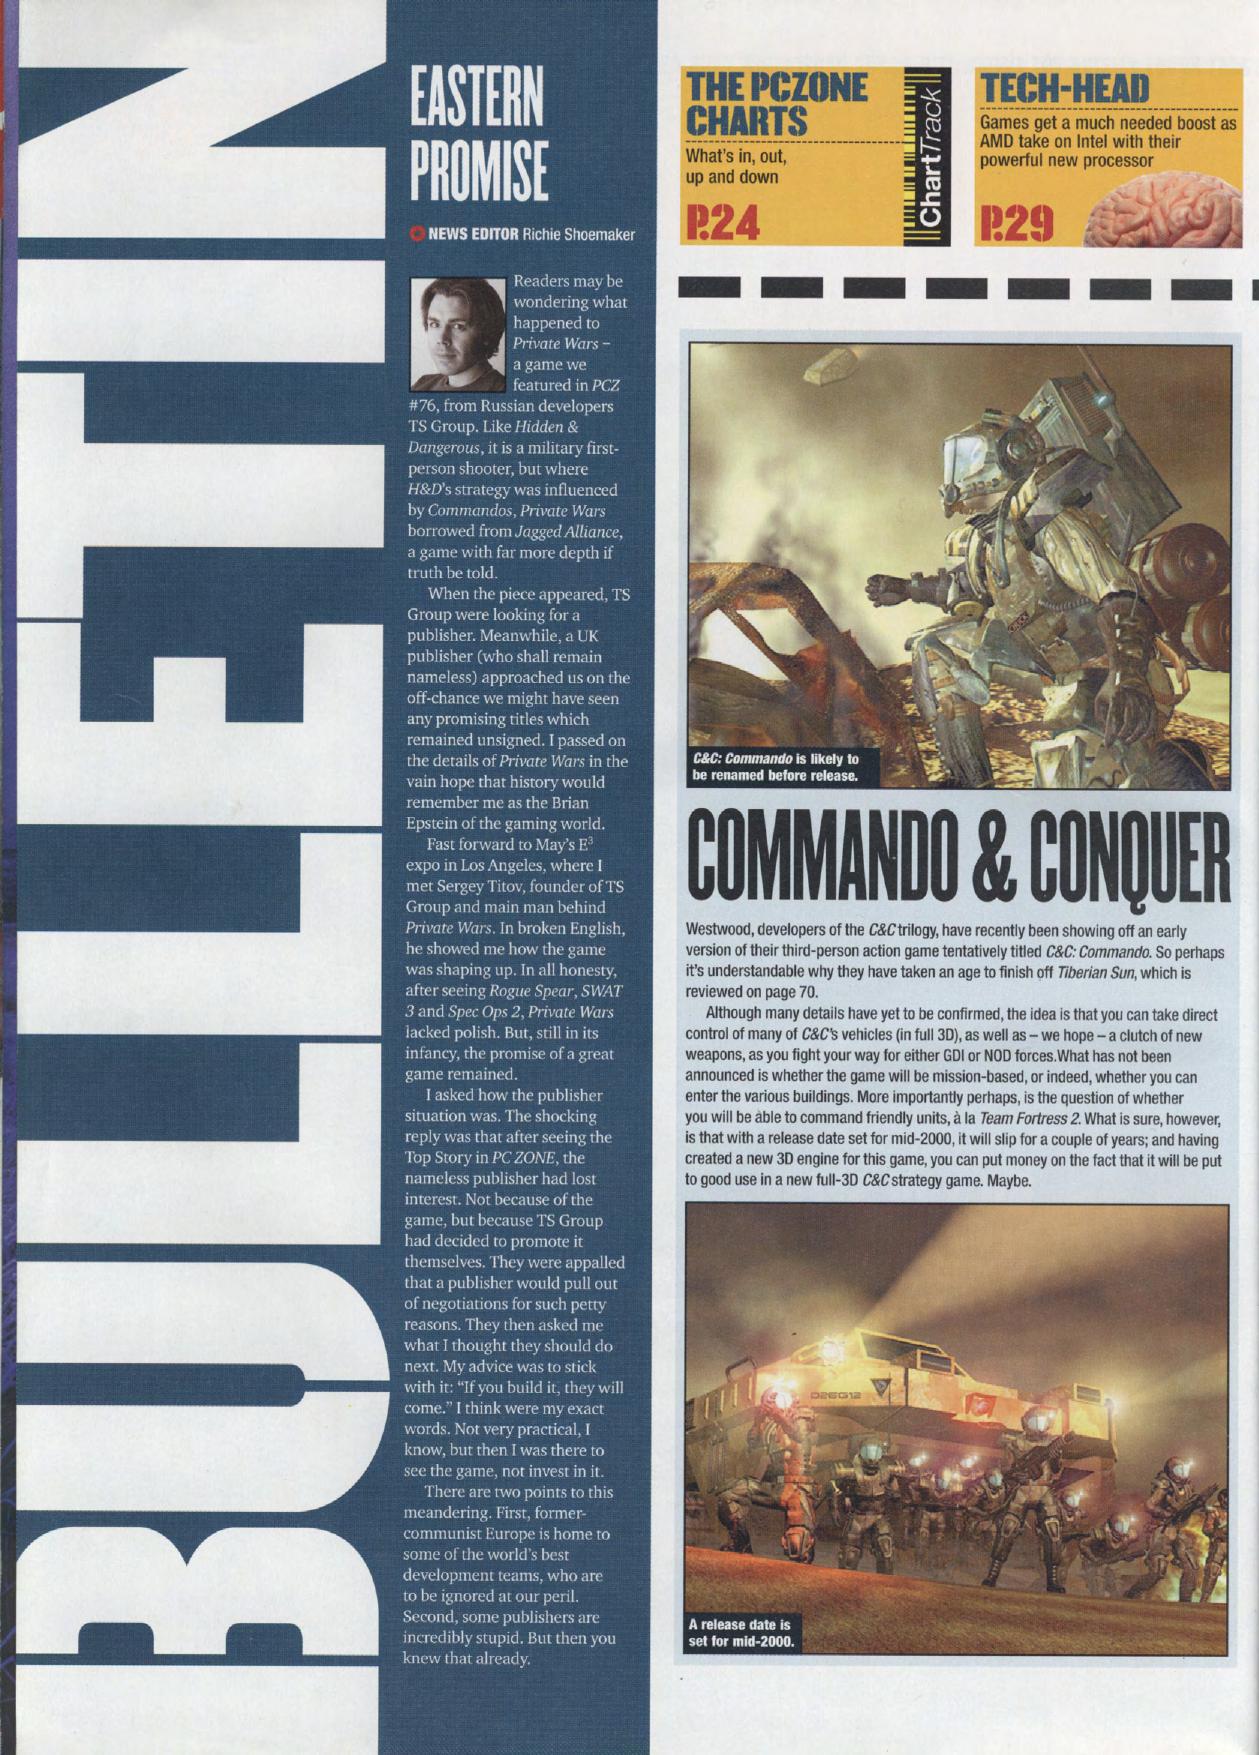 BULLETIN
EASTERN
PROMISE
NEWS EDITOR Richie Shoemaker
Readers may be
wondering what
happened to
Private Wars –
a game we
featured in PCZ
#76, from Russian developers
TS Group. Like Hidden &
Dangerous, it is a military first-
person shooter, but where
H&D's strategy was influenced
by Commandos, Private Wars
borrowed from Jagged Alliance,
a game with far more depth if
truth be told.
When the piece appeared, TS
Group were looking for a
publisher. Meanwhile, a UK
publisher (who shall remain
nameless) approached us on the
off-chance we might have seen
any promising titles which
remained unsigned. I passed on
the details of Private Wars in the
vain hope that history would
remember me as the Brian
Epstein of the gaming world.
Fast forward to May's E³
expo in Los Angeles, where I
met Sergey Titov, founder of TS
Group and main man behind
Private Wars. In broken English,
he showed me how the game
was shaping up. In all honesty,
after seeing Rogue Spear, SWAT
3 and Spec Ops 2, Private Wars
lacked polish. But, still in its
infancy, the promise of a great
game remained.
I asked how the publisher
situation was. The shocking
reply was that after seeing the
Top Story in PC ZONE, the
nameless publisher had lost
interest. Not because of the
game, but because TS Group
had decided to promote it
themselves. They were appalled
that a publisher would pull out
of negotiations for such petty
reasons. They then asked me
what I thought they should do
next. My advice was to stick
with it: “If you build it, they will
come.” I think were my exact
words. Not very practical, I
know, but then I was there to
see the game, not invest in it.
There are two points to this
meandering. First, former-
communist Europe is home to
some of the world's best
development teams, who are
to be ignored at our peril.
Second, some publishers are
incredibly stupid. But then you
knew that already.
THE PCZONE
CHARTS
What's in, out,
up and down
P.24
ChartTrack
TECH-HEAD
Games get a much needed boost as
AMD take on Intel with their
powerful new processor
P.29
C&C: Commando is likely to
be renamed before release.
COMMANDO & CONQUER
Westwood, developers of the C&C trilogy, have recently been showing off an early
version of their third-person action game tentatively titled C&C: Commando. So perhaps
it's understandable why they have taken an age to finish off Tiberian Sun, which is
reviewed on page 70.
Although many details have yet to be confirmed, the idea is that you can take direct
control of many of C&C's vehicles (in full 3D), as well as – we hope – a clutch of new
weapons, as you fight your way for either GDI or NOD forces.What has not been
announced is whether the game will be mission-based, or indeed, whether you can
enter the various buildings. More importantly perhaps, is the question of whether
you will be able to command friendly units, à la Team Fortress 2. What is sure, however,
is that with a release date set for mid-2000, it will slip for a couple of years; and having
created a new 3D engine for this game, you can put money on the fact that it will be put
to good use in a new full-3D C&C strategy game. Maybe.
D26G12
A release date is
set for mid-2000.